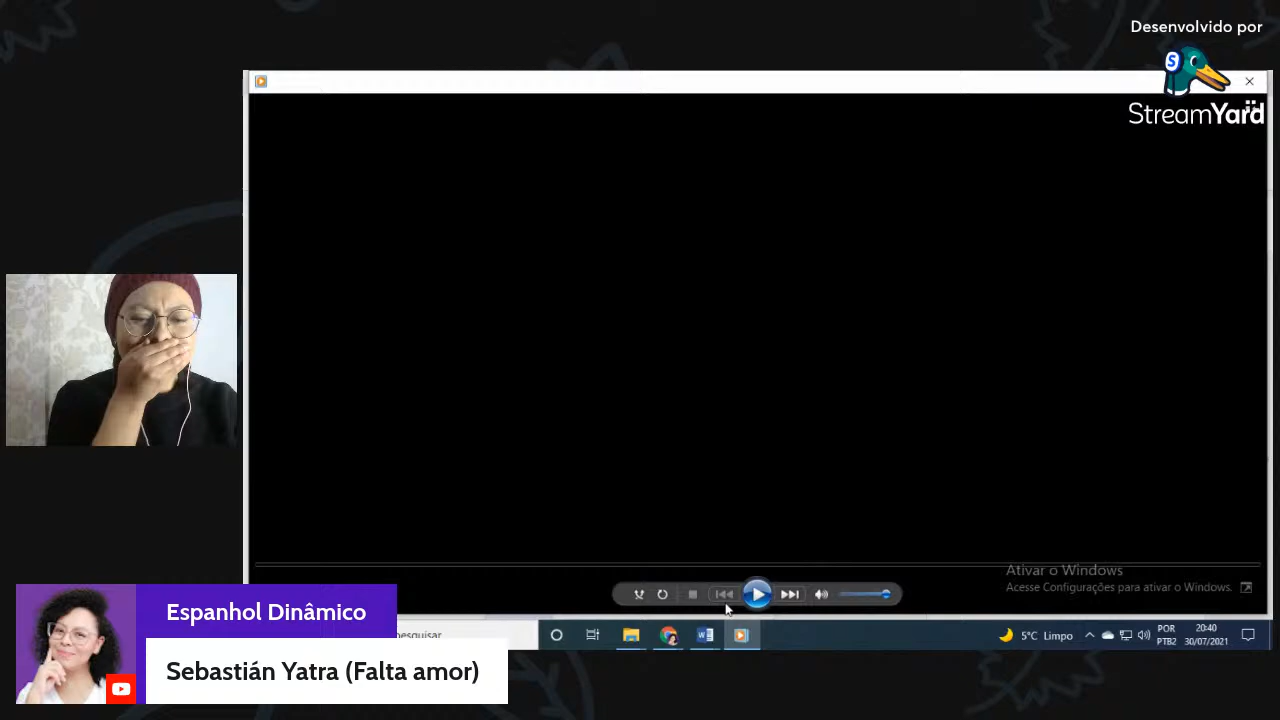 Desenvolvido por
StreamYard
Ativar o Windows
Acesse Configurações para ativar o Windows.
pesquisar
5°C Limpo
POR
PTB2
20:40
30/07/2021
Espanhol Dinâmico
Sebastián Yatra (Falta amor)